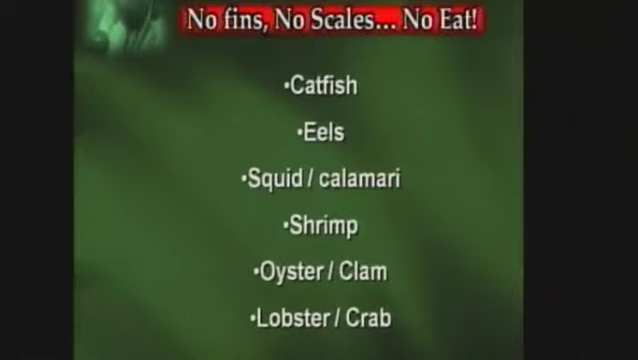 No fins, No Scales... No Eat!
•Catfish
•Eels
•Squid / calamari
•Shrimp
•Oyster / Clam
•Lobster / Crab